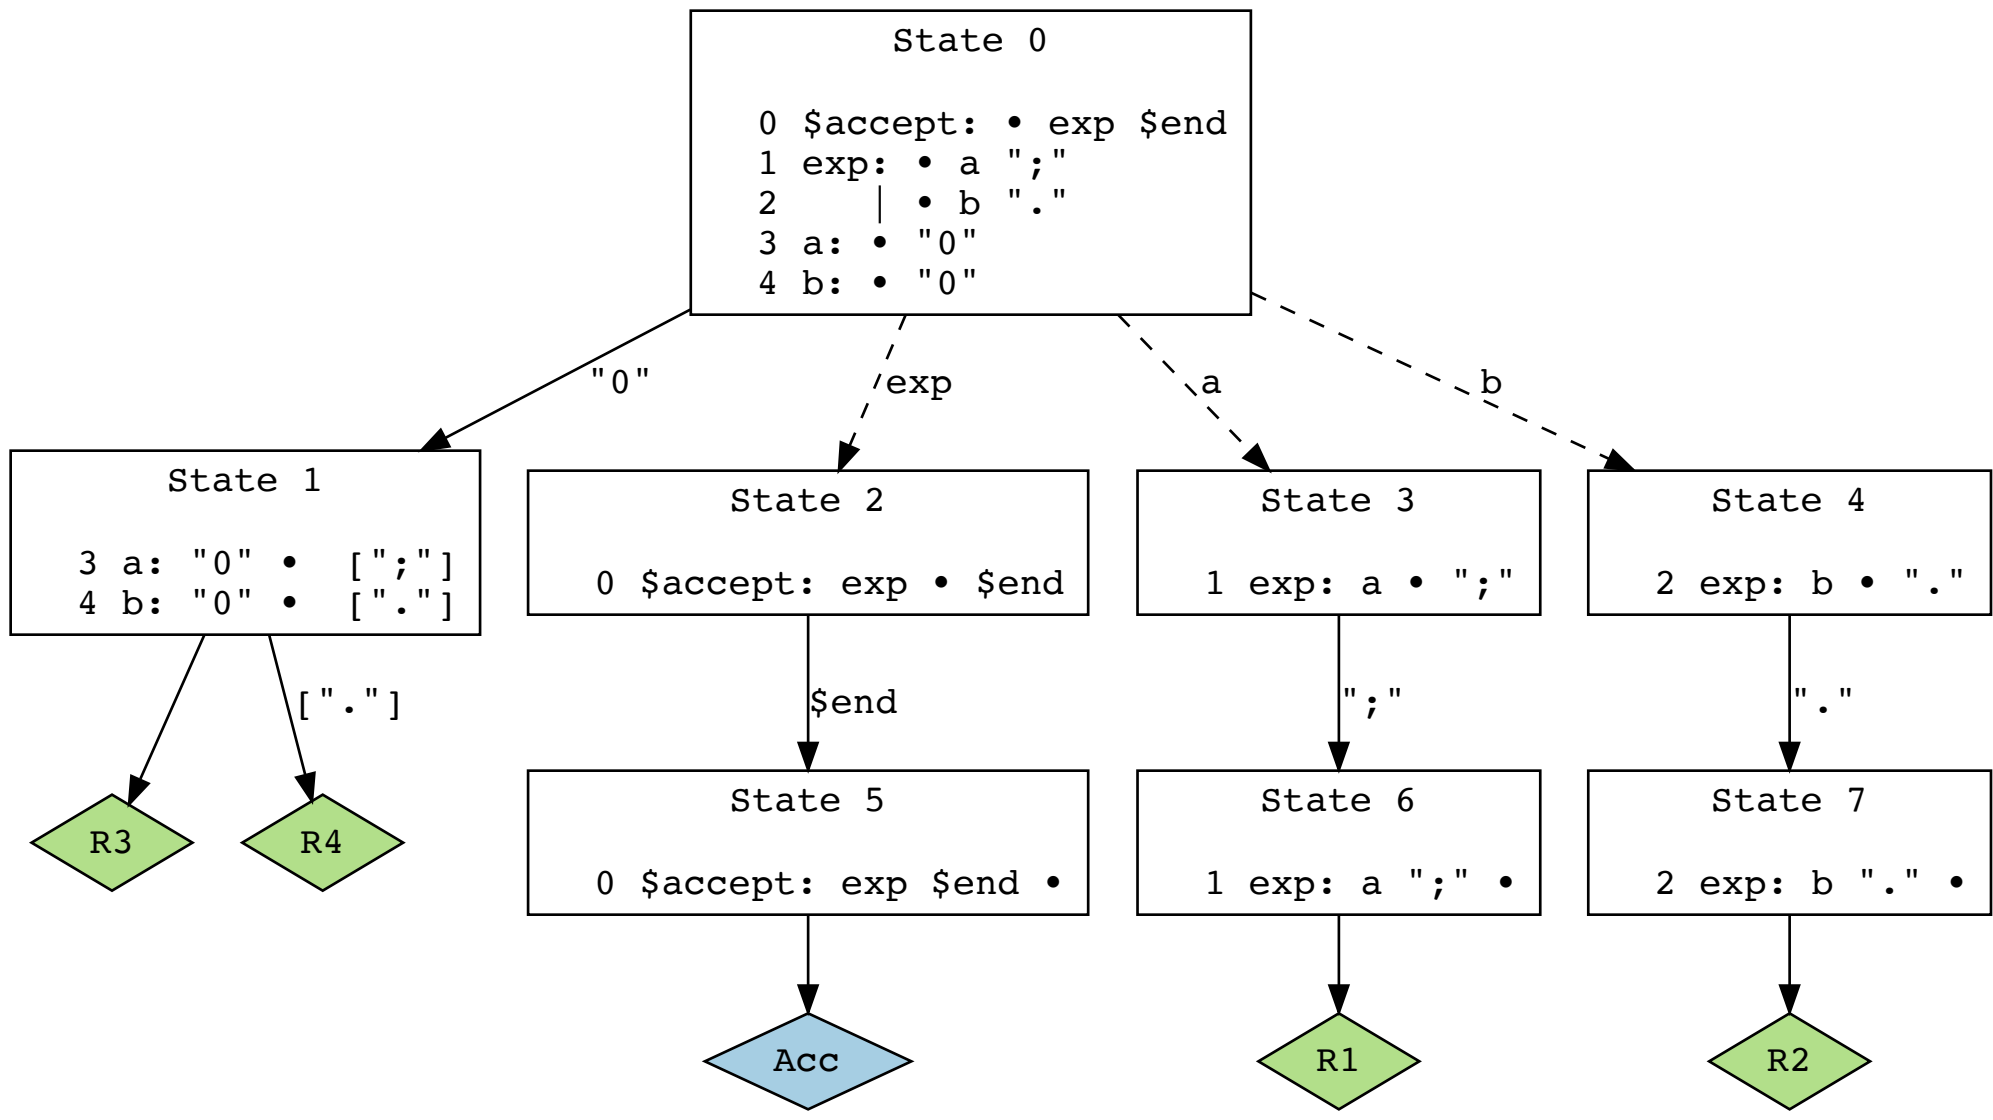 State 0
0 $accept: • exp $end
1 exp: • a ";"
2    | • b "."
3 a: • "0"
4 b: • "0"
"0"
exp
a
b
State 1
3 a: "0" •  [";"]
4 b: "0" •  ["."]
State 2
0 $accept: exp • $end
State 3
1 exp: a • ";"
State 4
2 exp: b • "."
["."]
$end
";"
"."
R3
R4
State 5
0 $accept: exp $end •
State 6
1 exp: a ";" •
State 7
2 exp: b "." •
Acc
R1
R2